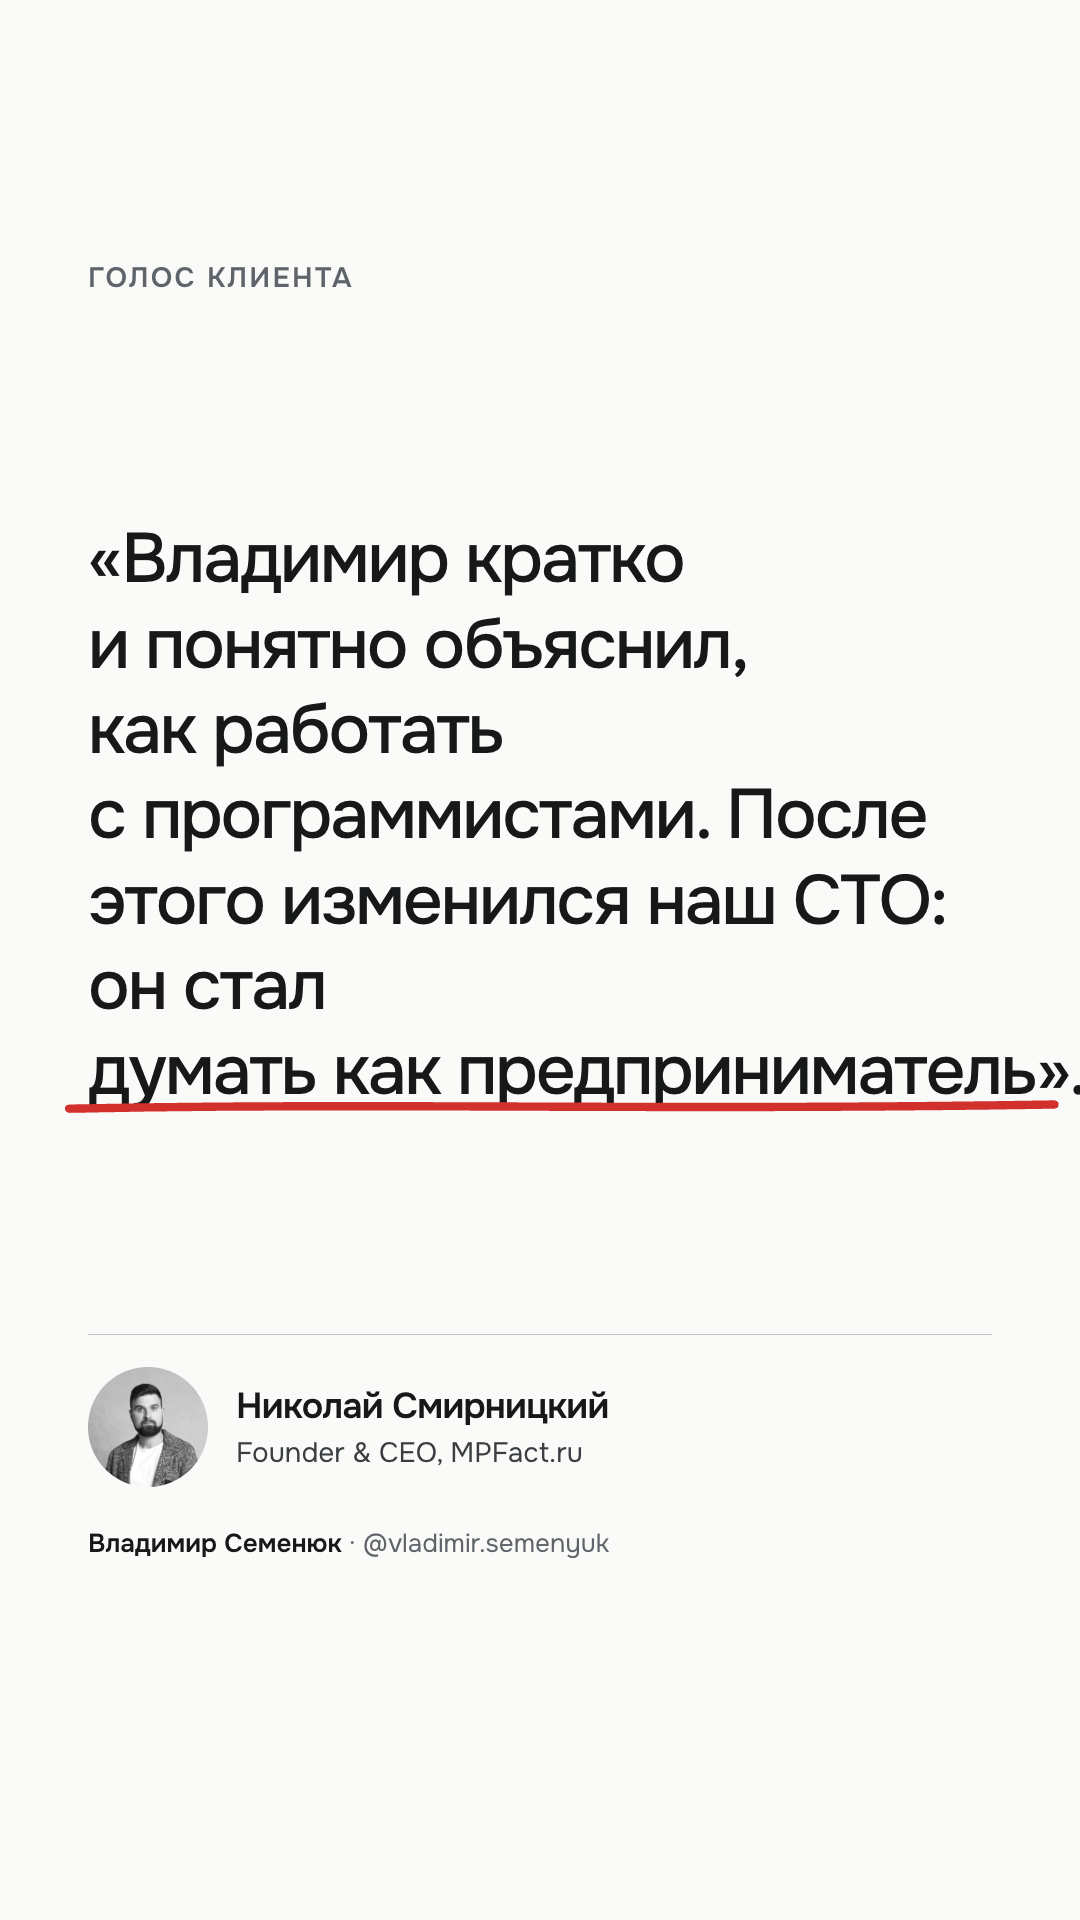 ГОЛОС КЛИЕНТА
«Владимир кратко
и понятно объяснил,
как работать
с программистами. После
этого изменился наш СТО:
он стал
думать как предприниматель».
Николай Смирницкий
Founder & CEO, MPFact.ru
Владимир Семенюк · @vladimir.semenyuk